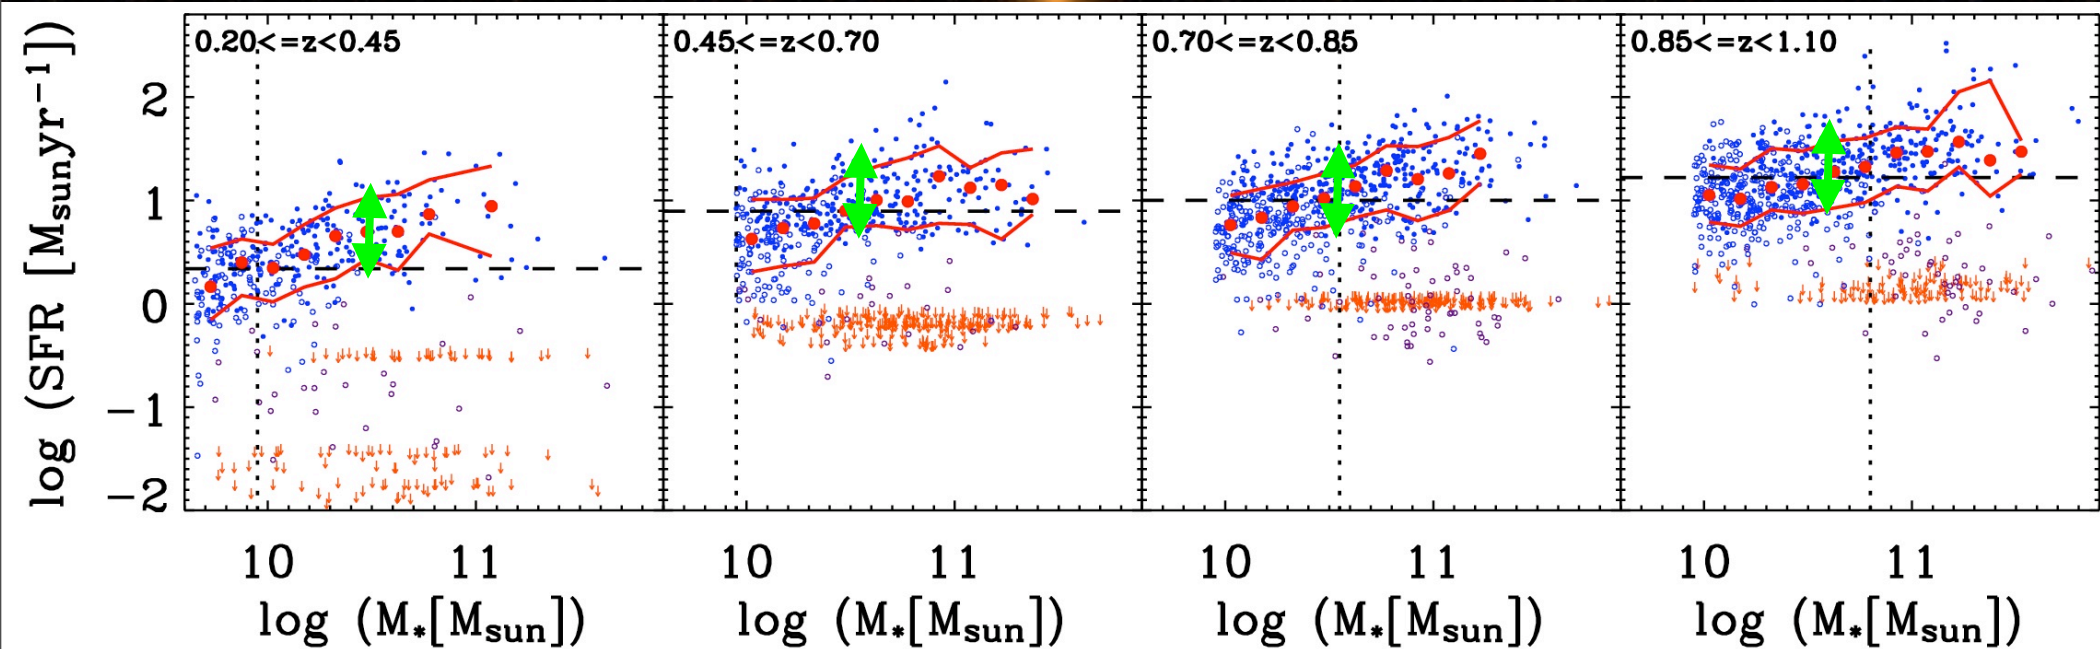 0.20<=z<0.45
0.45<=z<0.70
0.70<=z<0.85
0.85<=z<1.10
log (SFR [Msunyr−1])
2
1
0
−1
−2
10 11
10 11
10 11
10 11
log (M*[Msun])
log (M*[Msun])
log (M*[Msun])
log (M*[Msun])